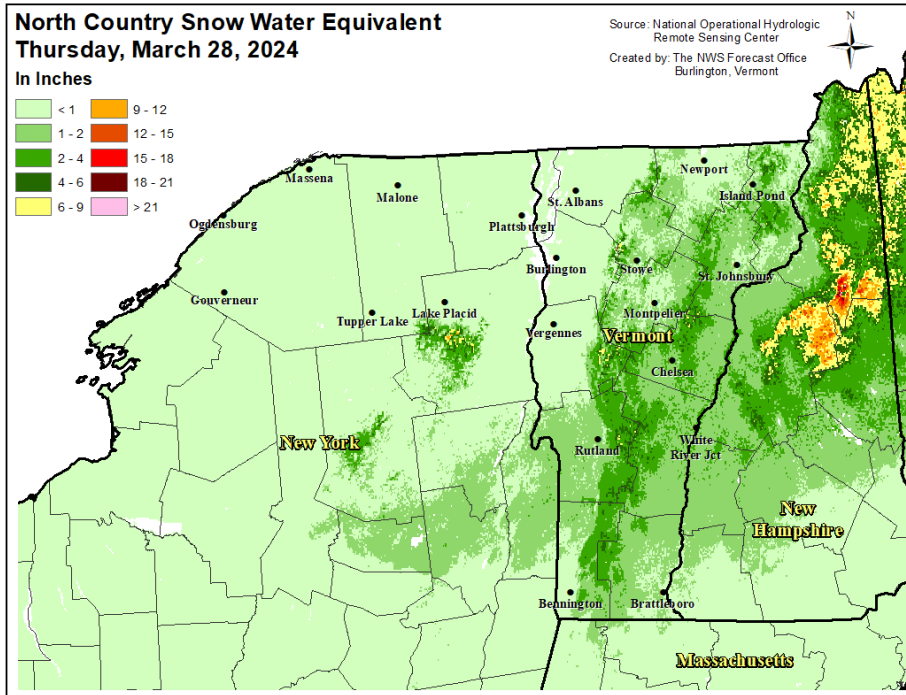 North Country Snow Water Equivalent
Thursday, March 28, 2024
In Inches
Source: National Operational Hydrologic
Remote Sensing Center
Created by: The NWS Forecast Office
Burlington, Vermont
N
< 1
9 - 12
1 - 2
12 - 15
2 - 4
15 - 18
4 - 6
18 - 21
6 - 9
> 21
Massena
Malone
Newport
Island Pond
St. Albans
Ogdensburg
Plattsburgh
Burlington
Stowe
St. Johnsbury
Gouverneur
Lake Placid
Tupper Lake
Montpelier
Vergennes
Vermont
Chelsea
New York
Rutland
White
River Jct
New
Hampshire
Bennington
Brattleboro
Massachusetts